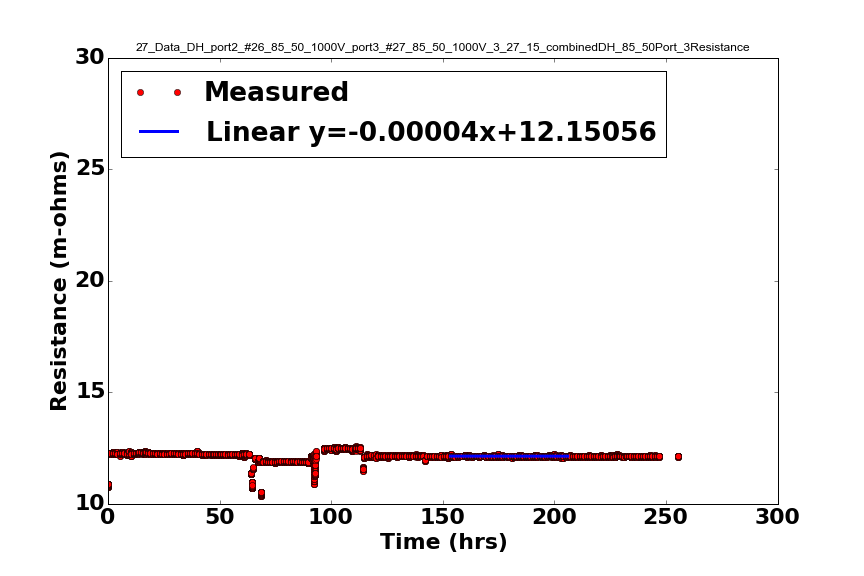 27_Data_DH_port2_#26_85_50_1000V_port3_#27_85_50_1000V_3_27_15_combinedDH_85_50Port_3Resistance
30
Measured
Linear y=-0.00004x+12.15056
25
20
15
10
Resistance (m-ohms)
0 50 100 150 200 250 300
Time (hrs)